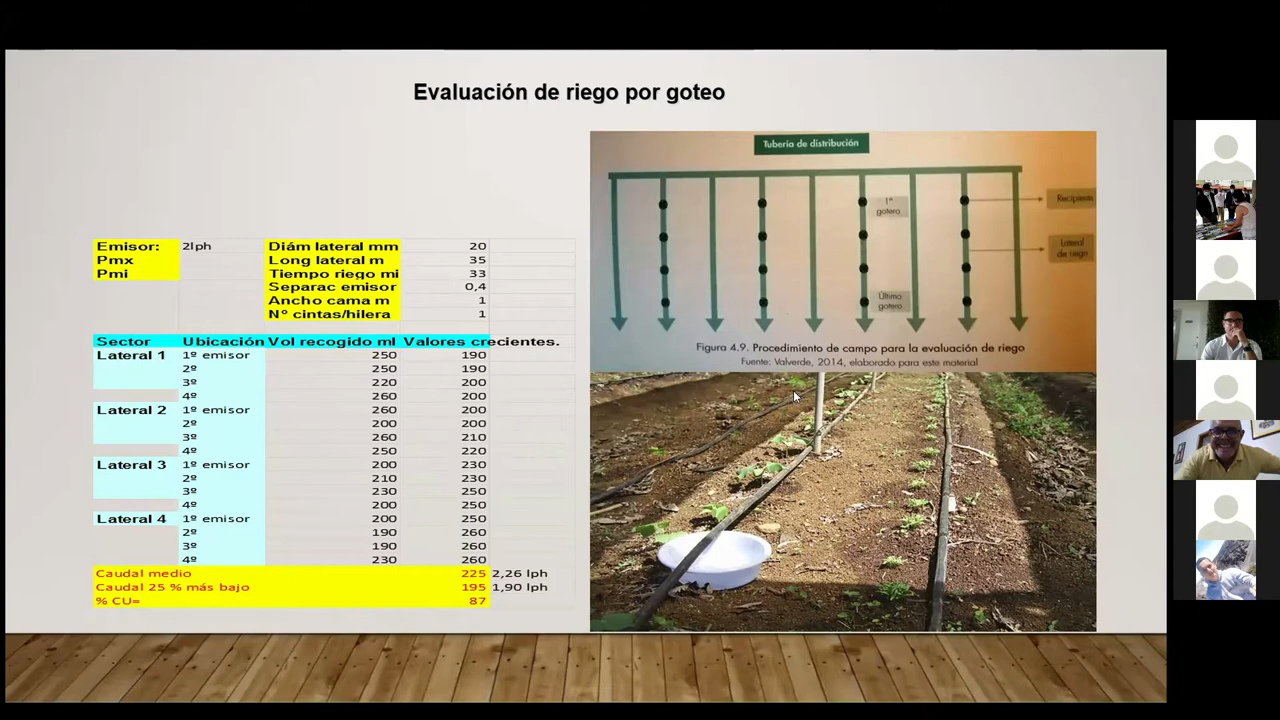 Evaluación de riego por goteo
Tubería de distribución
1º gotero
Recipiente
Lateral de riego
Último gotero
Figura 4.9. Procedimiento de campo para la evaluación de riego
Fuente: Valverde, 2014, elaborado para este material
Emisor: 2lph Diám lateral mm 20
Pmx Long lateral m 35
Pmi Tiempo riego mi 33
Separac emisor 0,4
Ancho cama m 1
Nº cintas/hilera 1
Sector Ubicación Vol recogido ml Valores crecientes.
Lateral 1 1º emisor 250 190
2º 250 190
3º 220 200
4º 260 200
Lateral 2 1º emisor 260 200
2º 200 200
3º 260 210
4º 250 220
Lateral 3 1º emisor 200 230
2º 210 230
3º 230 250
4º 200 250
Lateral 4 1º emisor 200 250
2º 190 260
3º 190 260
4º 230 260
Caudal medio 225 2,26 lph
Caudal 25 % más bajo 195 1,90 lph
% CU= 87